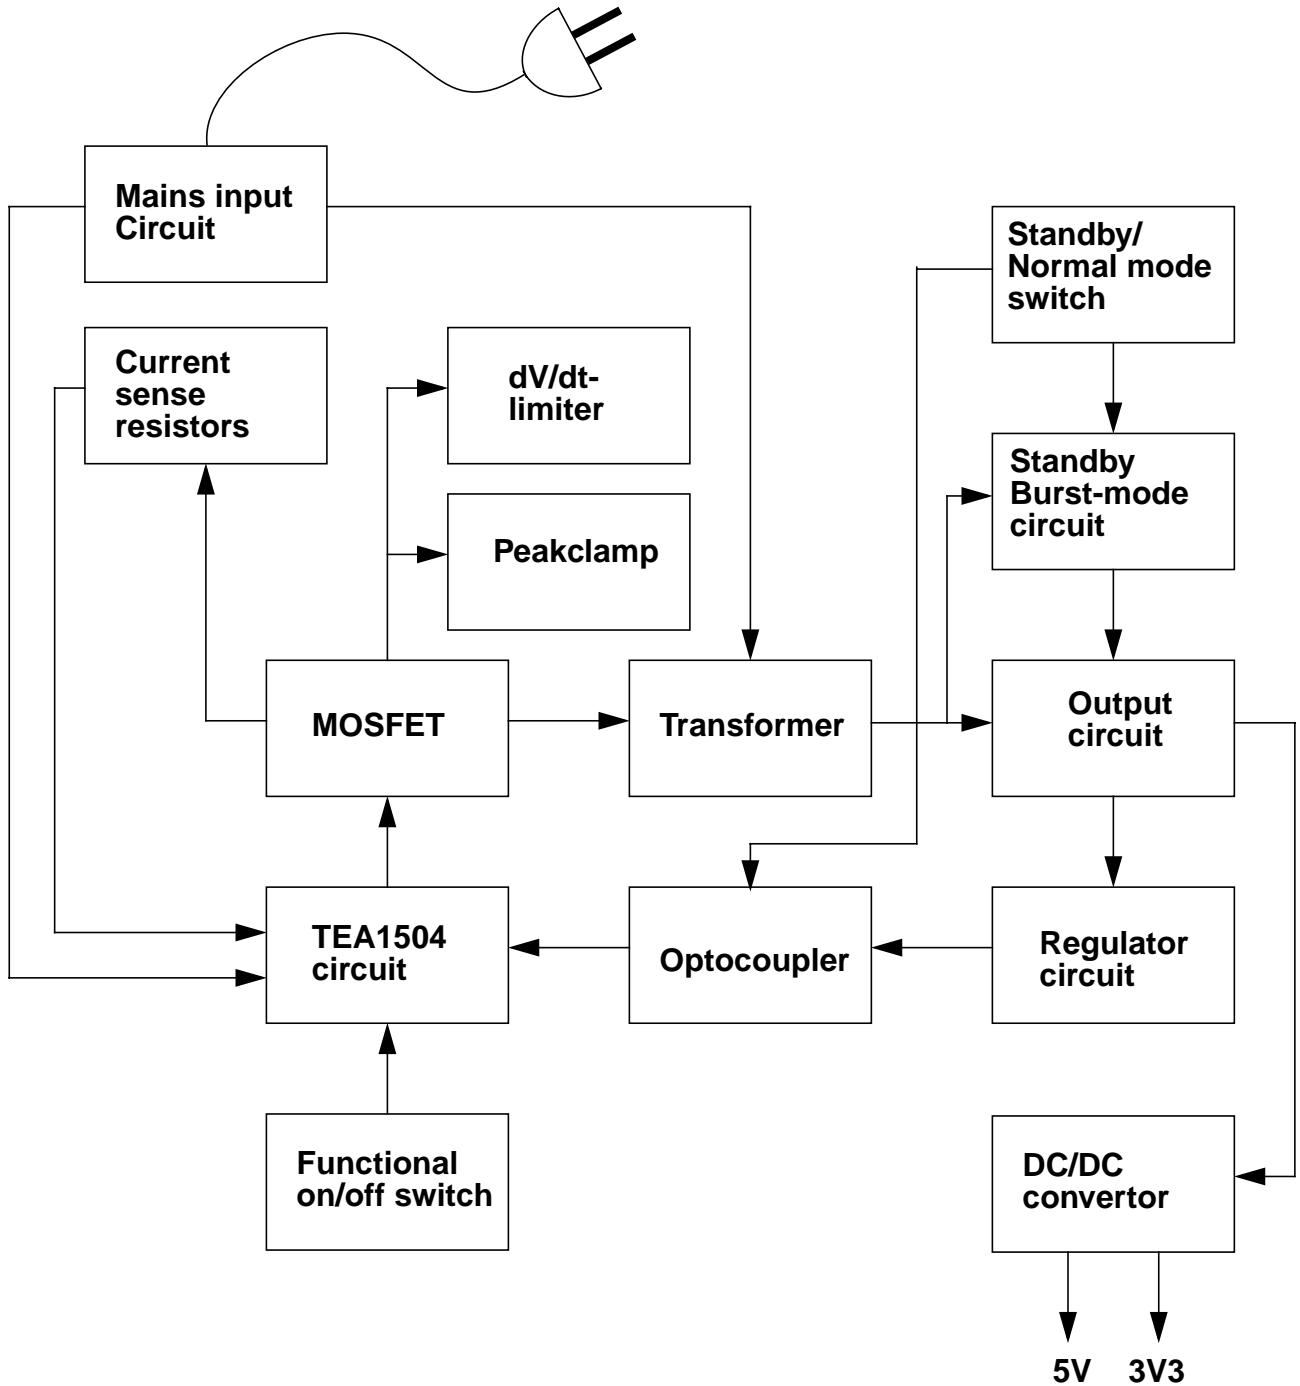 Mains input
Circuit
Standby/
Normal mode
switch
Current
sense
resistors
dV/dt-
limiter
Standby
Burst-mode
circuit
Peakclamp
MOSFET
Transformer
Output
circuit
TEA1504
circuit
Optocoupler
Regulator
circuit
Functional
on/off switch
DC/DC
convertor
5V
3V3